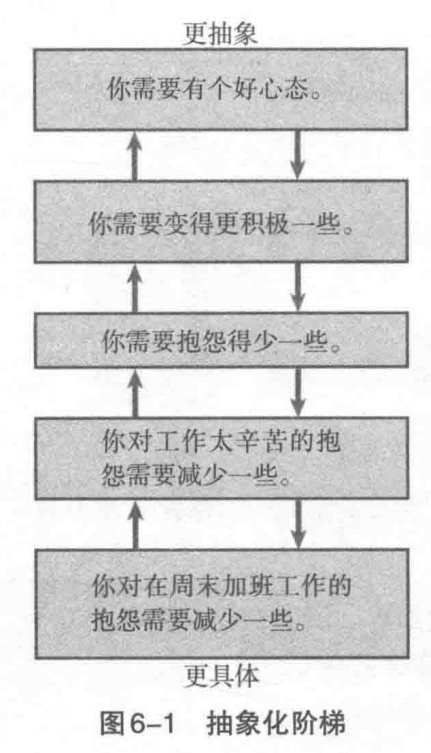 更抽象
你需要有个好心态。
你需要变得更积极一些。
你需要抱怨得少一些。
你对工作太辛苦的抱
怨需要减少一些。
你对在周末加班工作的
抱怨需要减少一些。
更具体
图6-1 抽象化阶梯